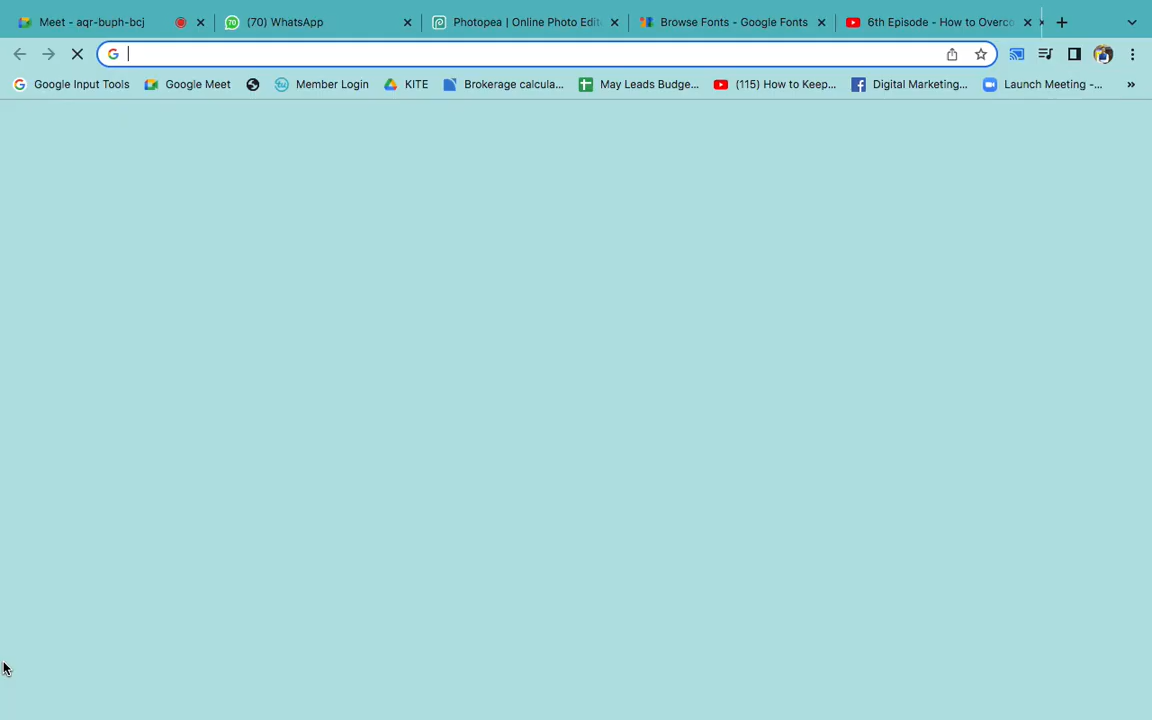 Meet - aqr-buph-bcj
(70) WhatsApp
Photopea | Online Photo Edit
Browse Fonts - Google Fonts
6th Episode - How to Overco
Google Input Tools
Google Meet
Member Login
KITE
Brokerage calcula...
May Leads Budge...
(115) How to Keep...
Digital Marketing...
Launch Meeting -...
»